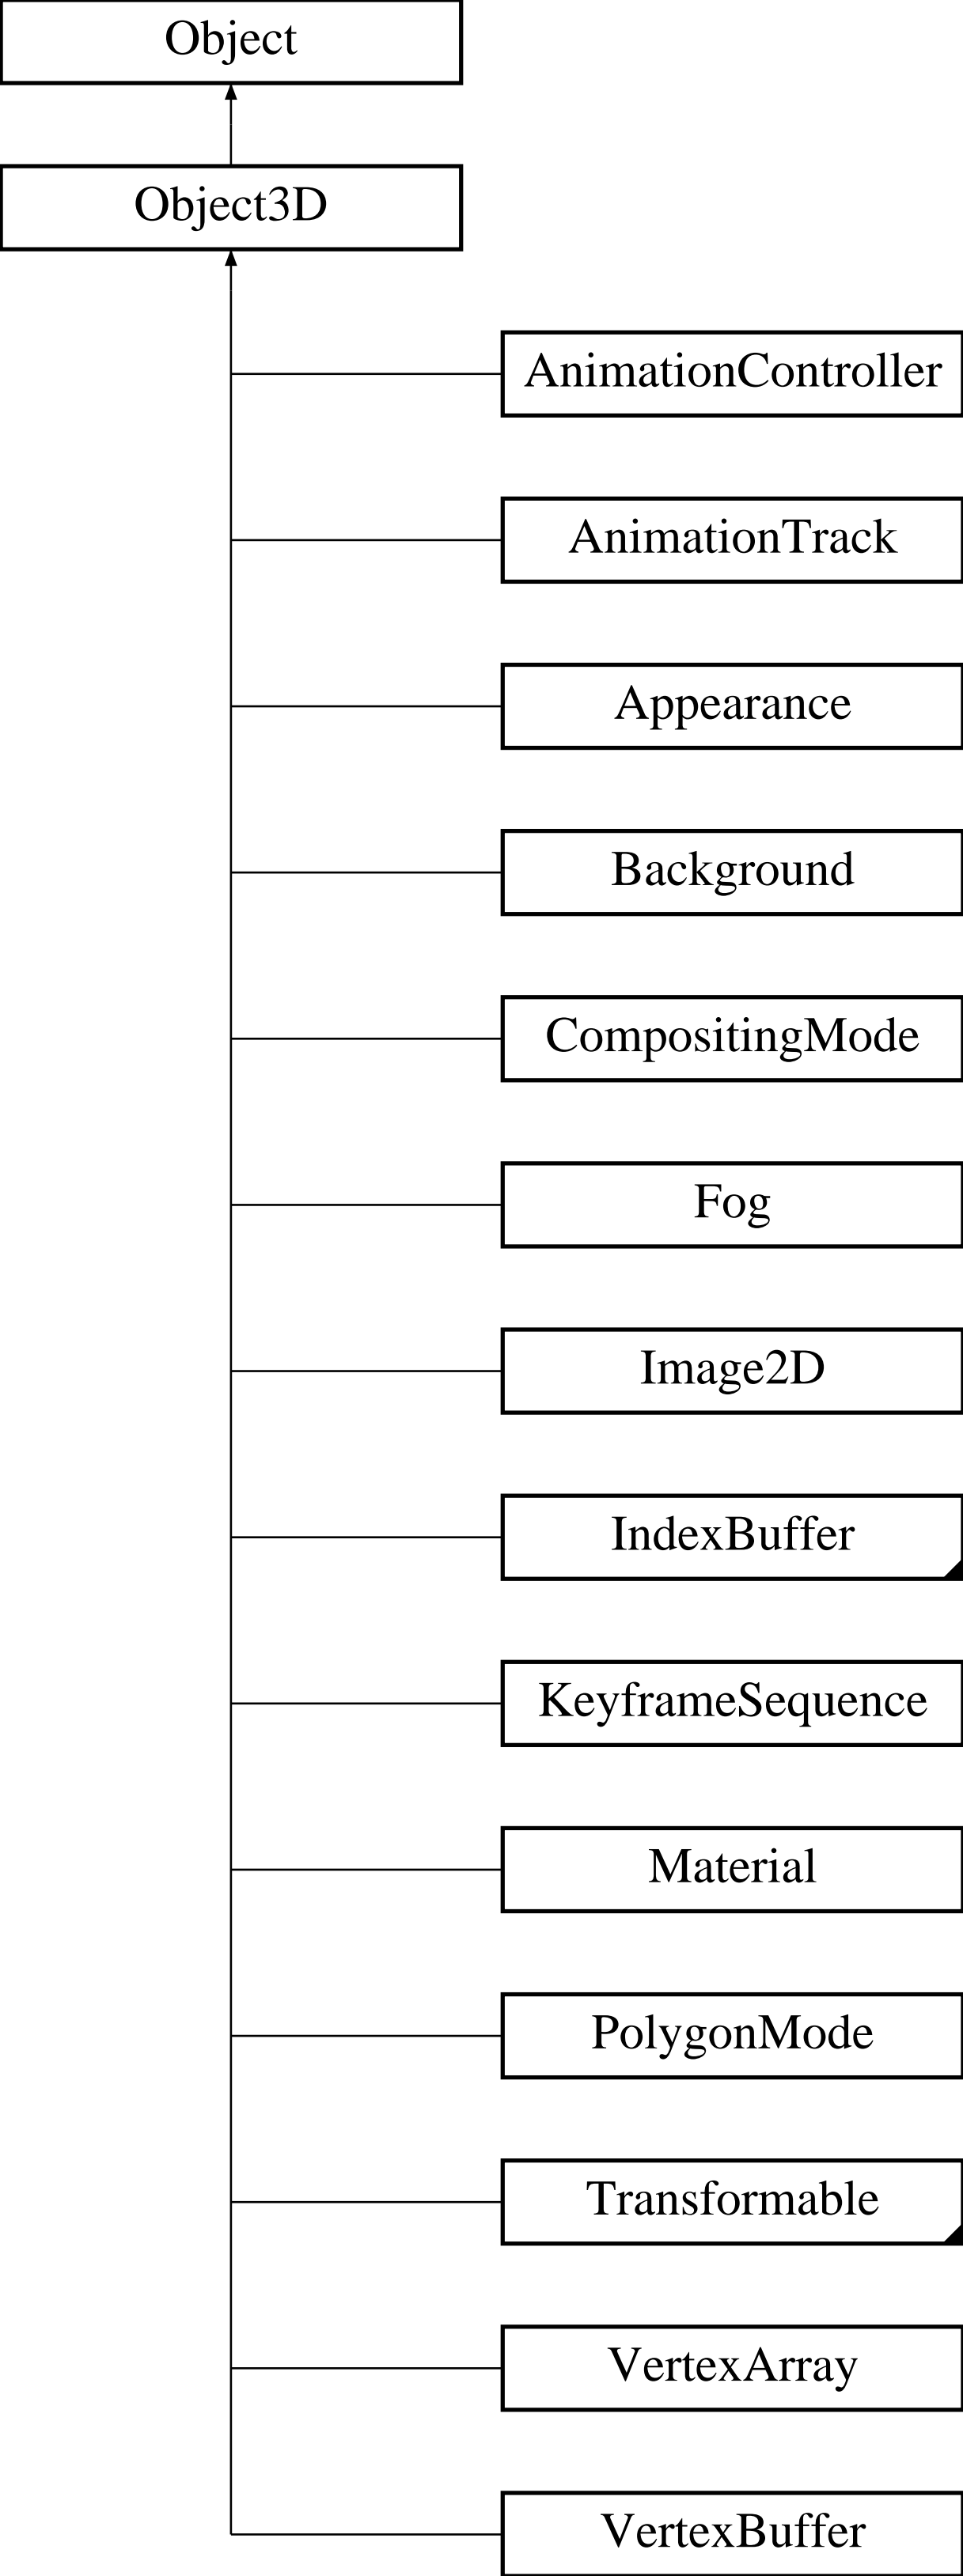 Object
Object3D
AnimationController
AnimationTrack
Appearance
Background
CompositingMode
Fog
Image2D
IndexBuffer
KeyframeSequence
Material
PolygonMode
Transformable
VertexArray
VertexBuffer